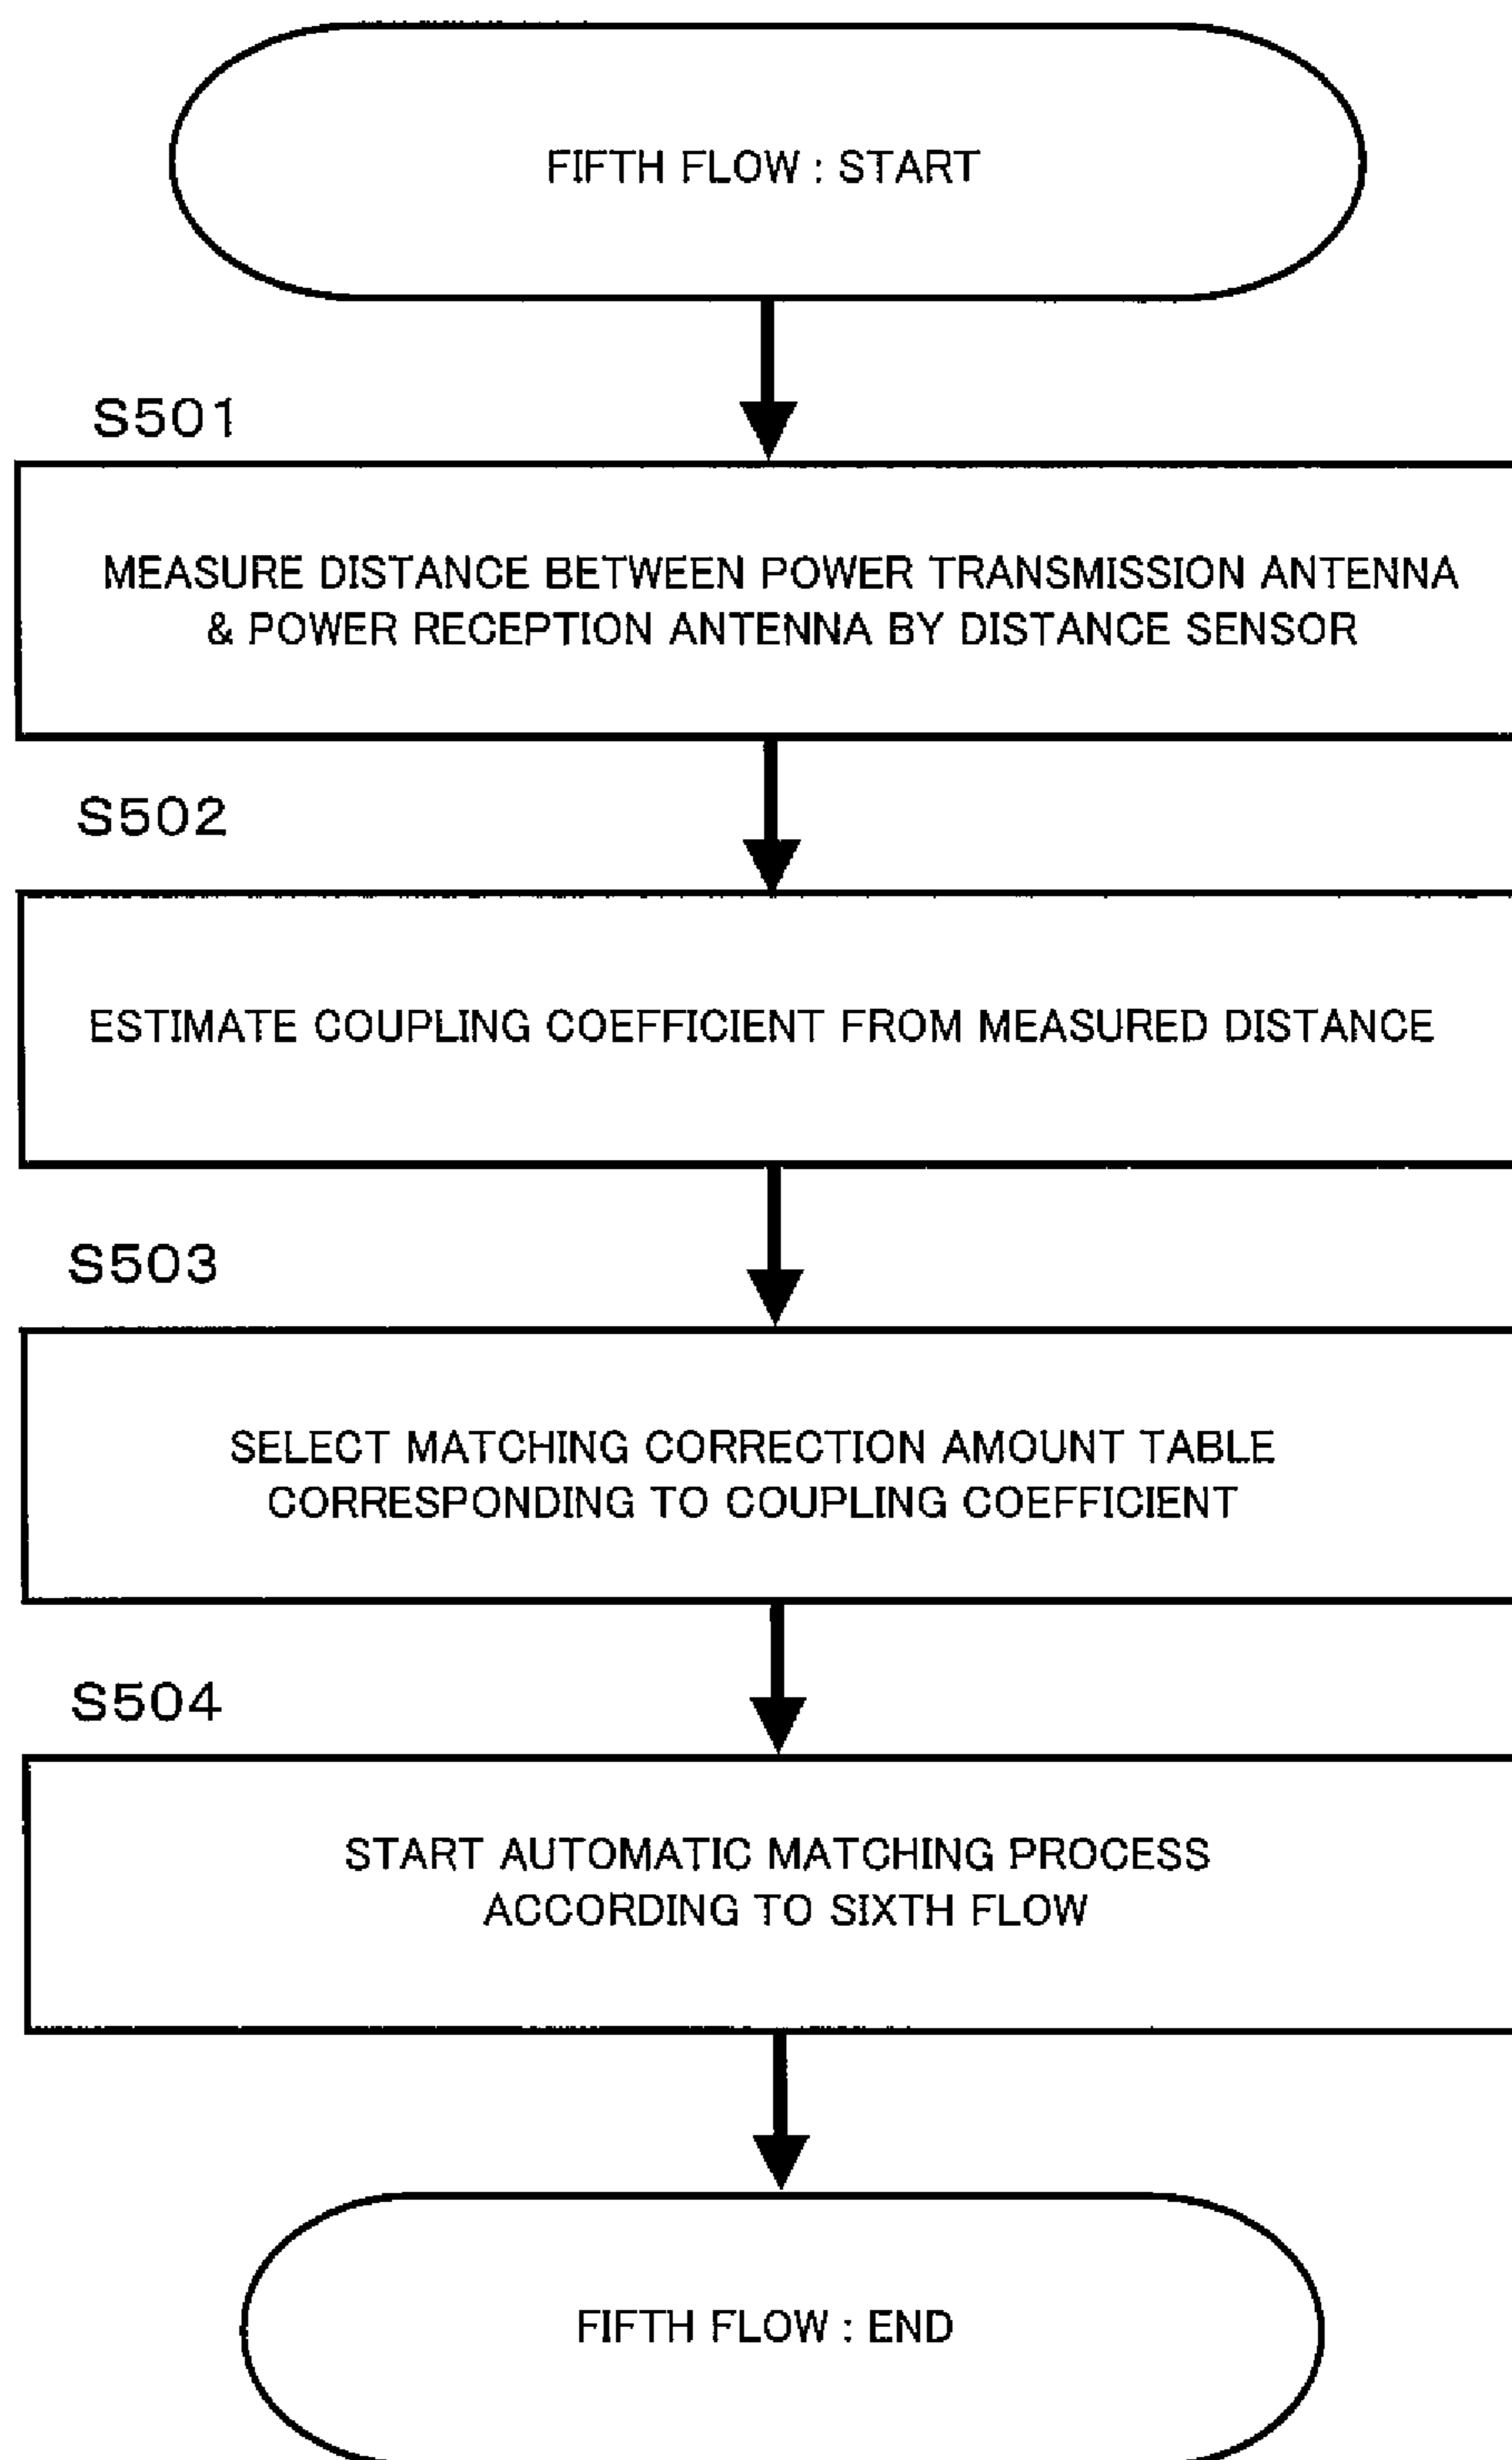 FIFTH FLOW : START
S501
MEASURE DISTANCE BETWEEN POWER TRANSMISSION ANTENNA
& POWER RECEPTION ANTENNA BY DISTANCE SENSOR
S502
ESTIMATE COUPLING COEFFICIENT FROM MEASURED DISTANCE
S503
SELECT MATCHING CORRECTION AMOUNT TABLE
CORRESPONDING TO COUPLING COEFFICIENT
S504
START AUTOMATIC MATCHING PROCESS
ACCORDING TO SIXTH FLOW
FIFTH FLOW : END